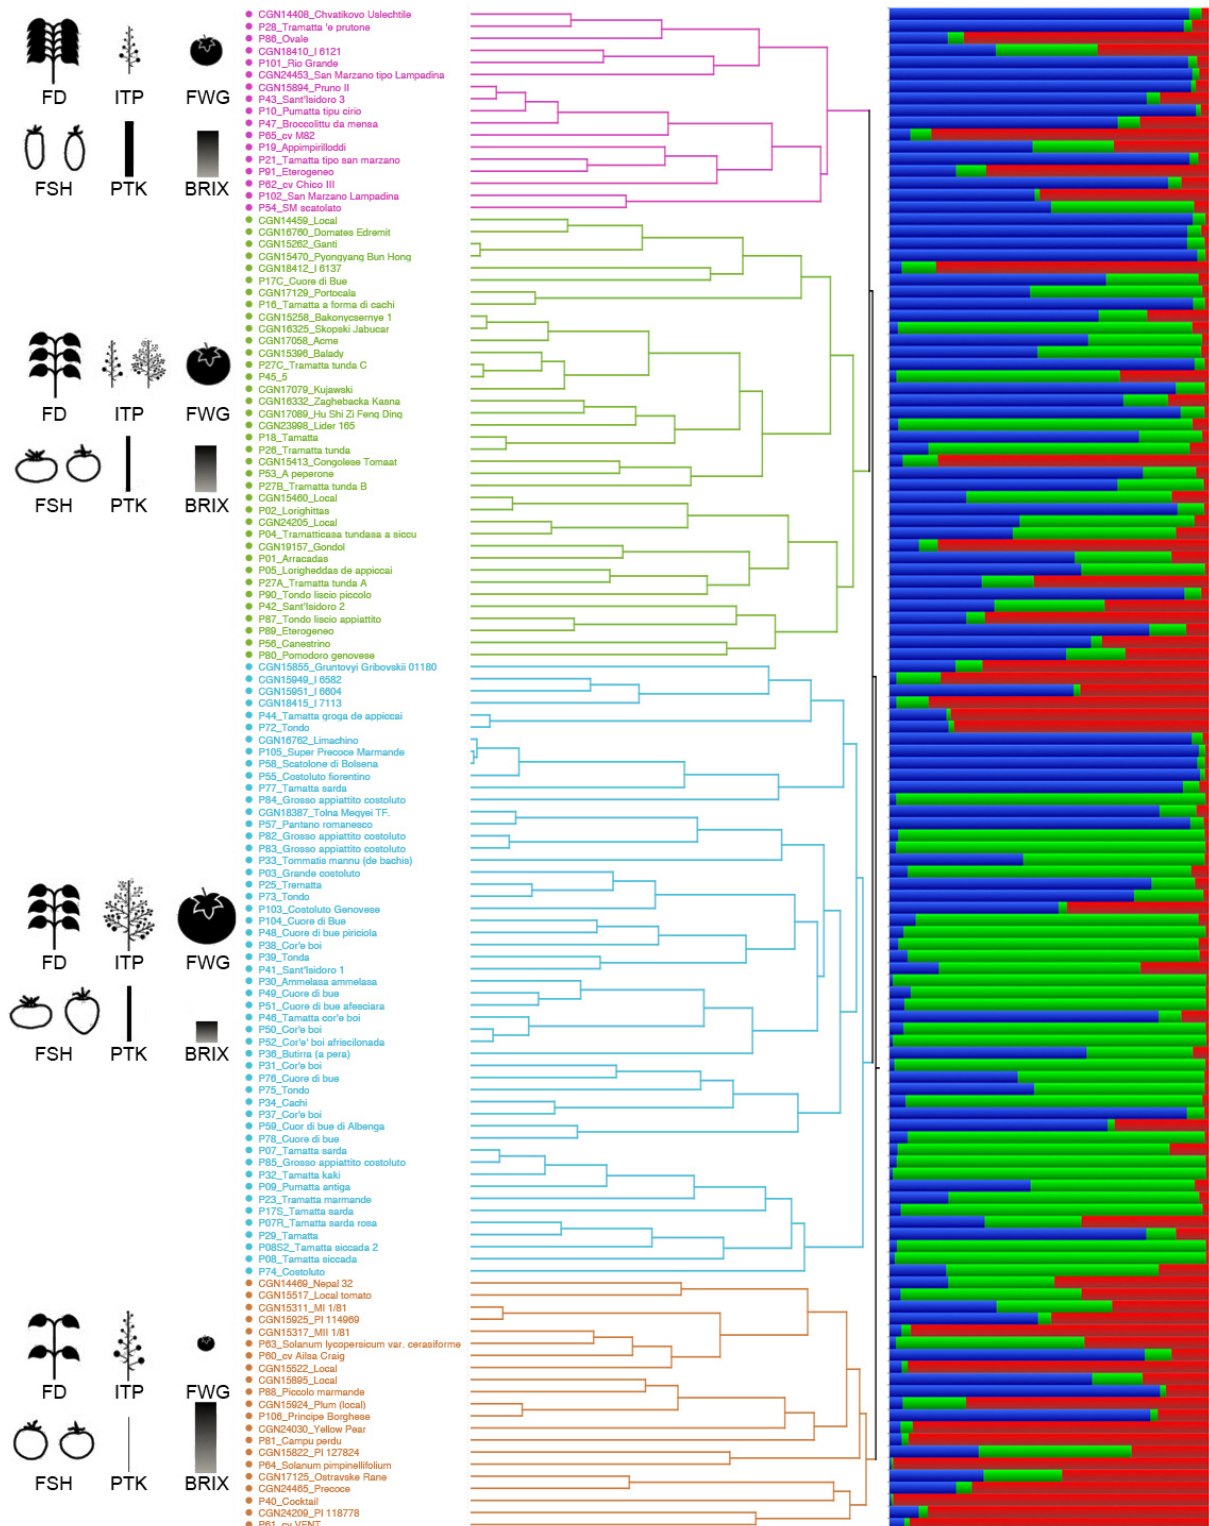 CGN14408_Chvatikovo Uslechtile
P28_Tramatta 'e prutone
P86_Ovale
CGN18410_I 6121
P101_Rio Grande
CGN24453_San Marzano tipo Lampadina
CGN15894_Pruno II
P43_Sant'Isidoro 3
P10_Pumatta tipu cirio
P47_Broccolittu da mensa
P65_cv M82
P19_Appimpirilloddi
P21_Tamatta tipo san marzano
P91_Eterogeneo
P62_cv Chico III
P102_San Marzano Lampadina
P54_SM scatolato
FD ITP FWG
FSH PTK BRIX
CGN14459_Local
CGN16760_Domates Edremit
CGN15262_Ganti
CGN15470_Pyongyang Bun Hong
CGN18412_I 6137
P17C_Cuore di Bue
CGN17129_Portocala
P16_Tamatta a forma di cachi
CGN15258_Bakonycsernye 1
CGN16325_Skopski Jabucar
CGN17058_Acme
CGN15396_Balady
P27C_Tramatta tunda C
P45_5
CGN17079_Kujawski
CGN16332_Zaghebacka Kasna
CGN17089_Hu Shi Zi Feng Ding
CGN23998_Lider 165
P18_Tamatta
P26_Tramatta tunda
CGN15413_Congolese Tomaat
P53_A peperone
P27B_Tramatta tunda B
CGN15460_Local
P02_Lorighittas
CGN24205_Local
P04_Tramatticasa tundasa a siccu
CGN19157_Gondol
P01_Arracadas
P05_Lorigheddas de appiccai
P27A_Tramatta tunda A
P90_Tondo liscio piccolo
P42_Sant'Isidoro 2
P87_Tondo liscio appiattito
P89_Eterogeneo
P56_Canestrino
P80_Pomodoro genovese
FD ITP FWG
FSH PTK BRIX
CGN15855_Gruntovyi Gribovskii 01180
CGN15949_I 6582
CGN15951_I 6604
CGN18415_I 7113
P44_Tamatta groga de appiccai
P72_Tondo
CGN16762_Limachino
P105_Super Precoce Marmande
P58_Scatolone di Bolsena
P55_Costoluto fiorentino
P77_Tamatta sarda
P84_Grosso appiattito costoluto
CGN18387_Tolna Megyei TF.
P57_Pantano romanesco
P82_Grosso appiattito costoluto
P83_Grosso appiattito costoluto
P33_Tommatis mannu (de bachis)
P03_Grande costoluto
P25_Trematta
P73_Tondo
P103_Costoluto Genovese
P104_Cuore di Bue
P48_Cuore di bue piriciola
P38_Cor'e boi
P39_Tonda
P41_Sant'Isidoro 1
P30_Ammelasa ammelasa
P49_Cuore di bue
P51_Cuore di bue afesciara
P46_Tamatta cor'e boi
P50_Cor'e boi
P52_Cor'e' boi afriscilonada
P36_Butirra (a pera)
P31_Cor'e boi
P76_Cuore di bue
P75_Tondo
P34_Cachi
P37_Cor'e boi
P59_Cuor di bue di Albenga
P78_Cuore di bue
P07_Tamatta sarda
P85_Grosso appiattito costoluto
P32_Tamatta kaki
P09_Pumatta antiga
P23_Tramatta marmande
P17S_Tamatta sarda
P07R_Tamatta sarda rosa
P29_Tamatta
P08S2_Tamatta siccada 2
P08_Tamatta siccada
P74_Costoluto
FD ITP FWG
FSH PTK BRIX
CGN14469_Nepal 32
CGN15517_Local tomato
CGN15311_MI 1/81
CGN15925_PI 114969
CGN15317_MII 1/81
P63_Solanum lycopersicum var. cerasiforme
P60_cv Ailsa Craig
CGN15522_Local
CGN15895_Local
P88_Piccolo marmande
CGN15924_Plum (local)
P106_Principe Borghese
CGN24030_Yellow Pear
P81_Campu perdu
CGN15822_PI 127824
P64_Solanum pimpinellifolium
CGN17125_Ostravske Rane
CGN24465_Precoce
P40_Cocktail
CGN24209_PI 118778
P61_cv VFNT
FD ITP FWG
FSH PTK BRIX